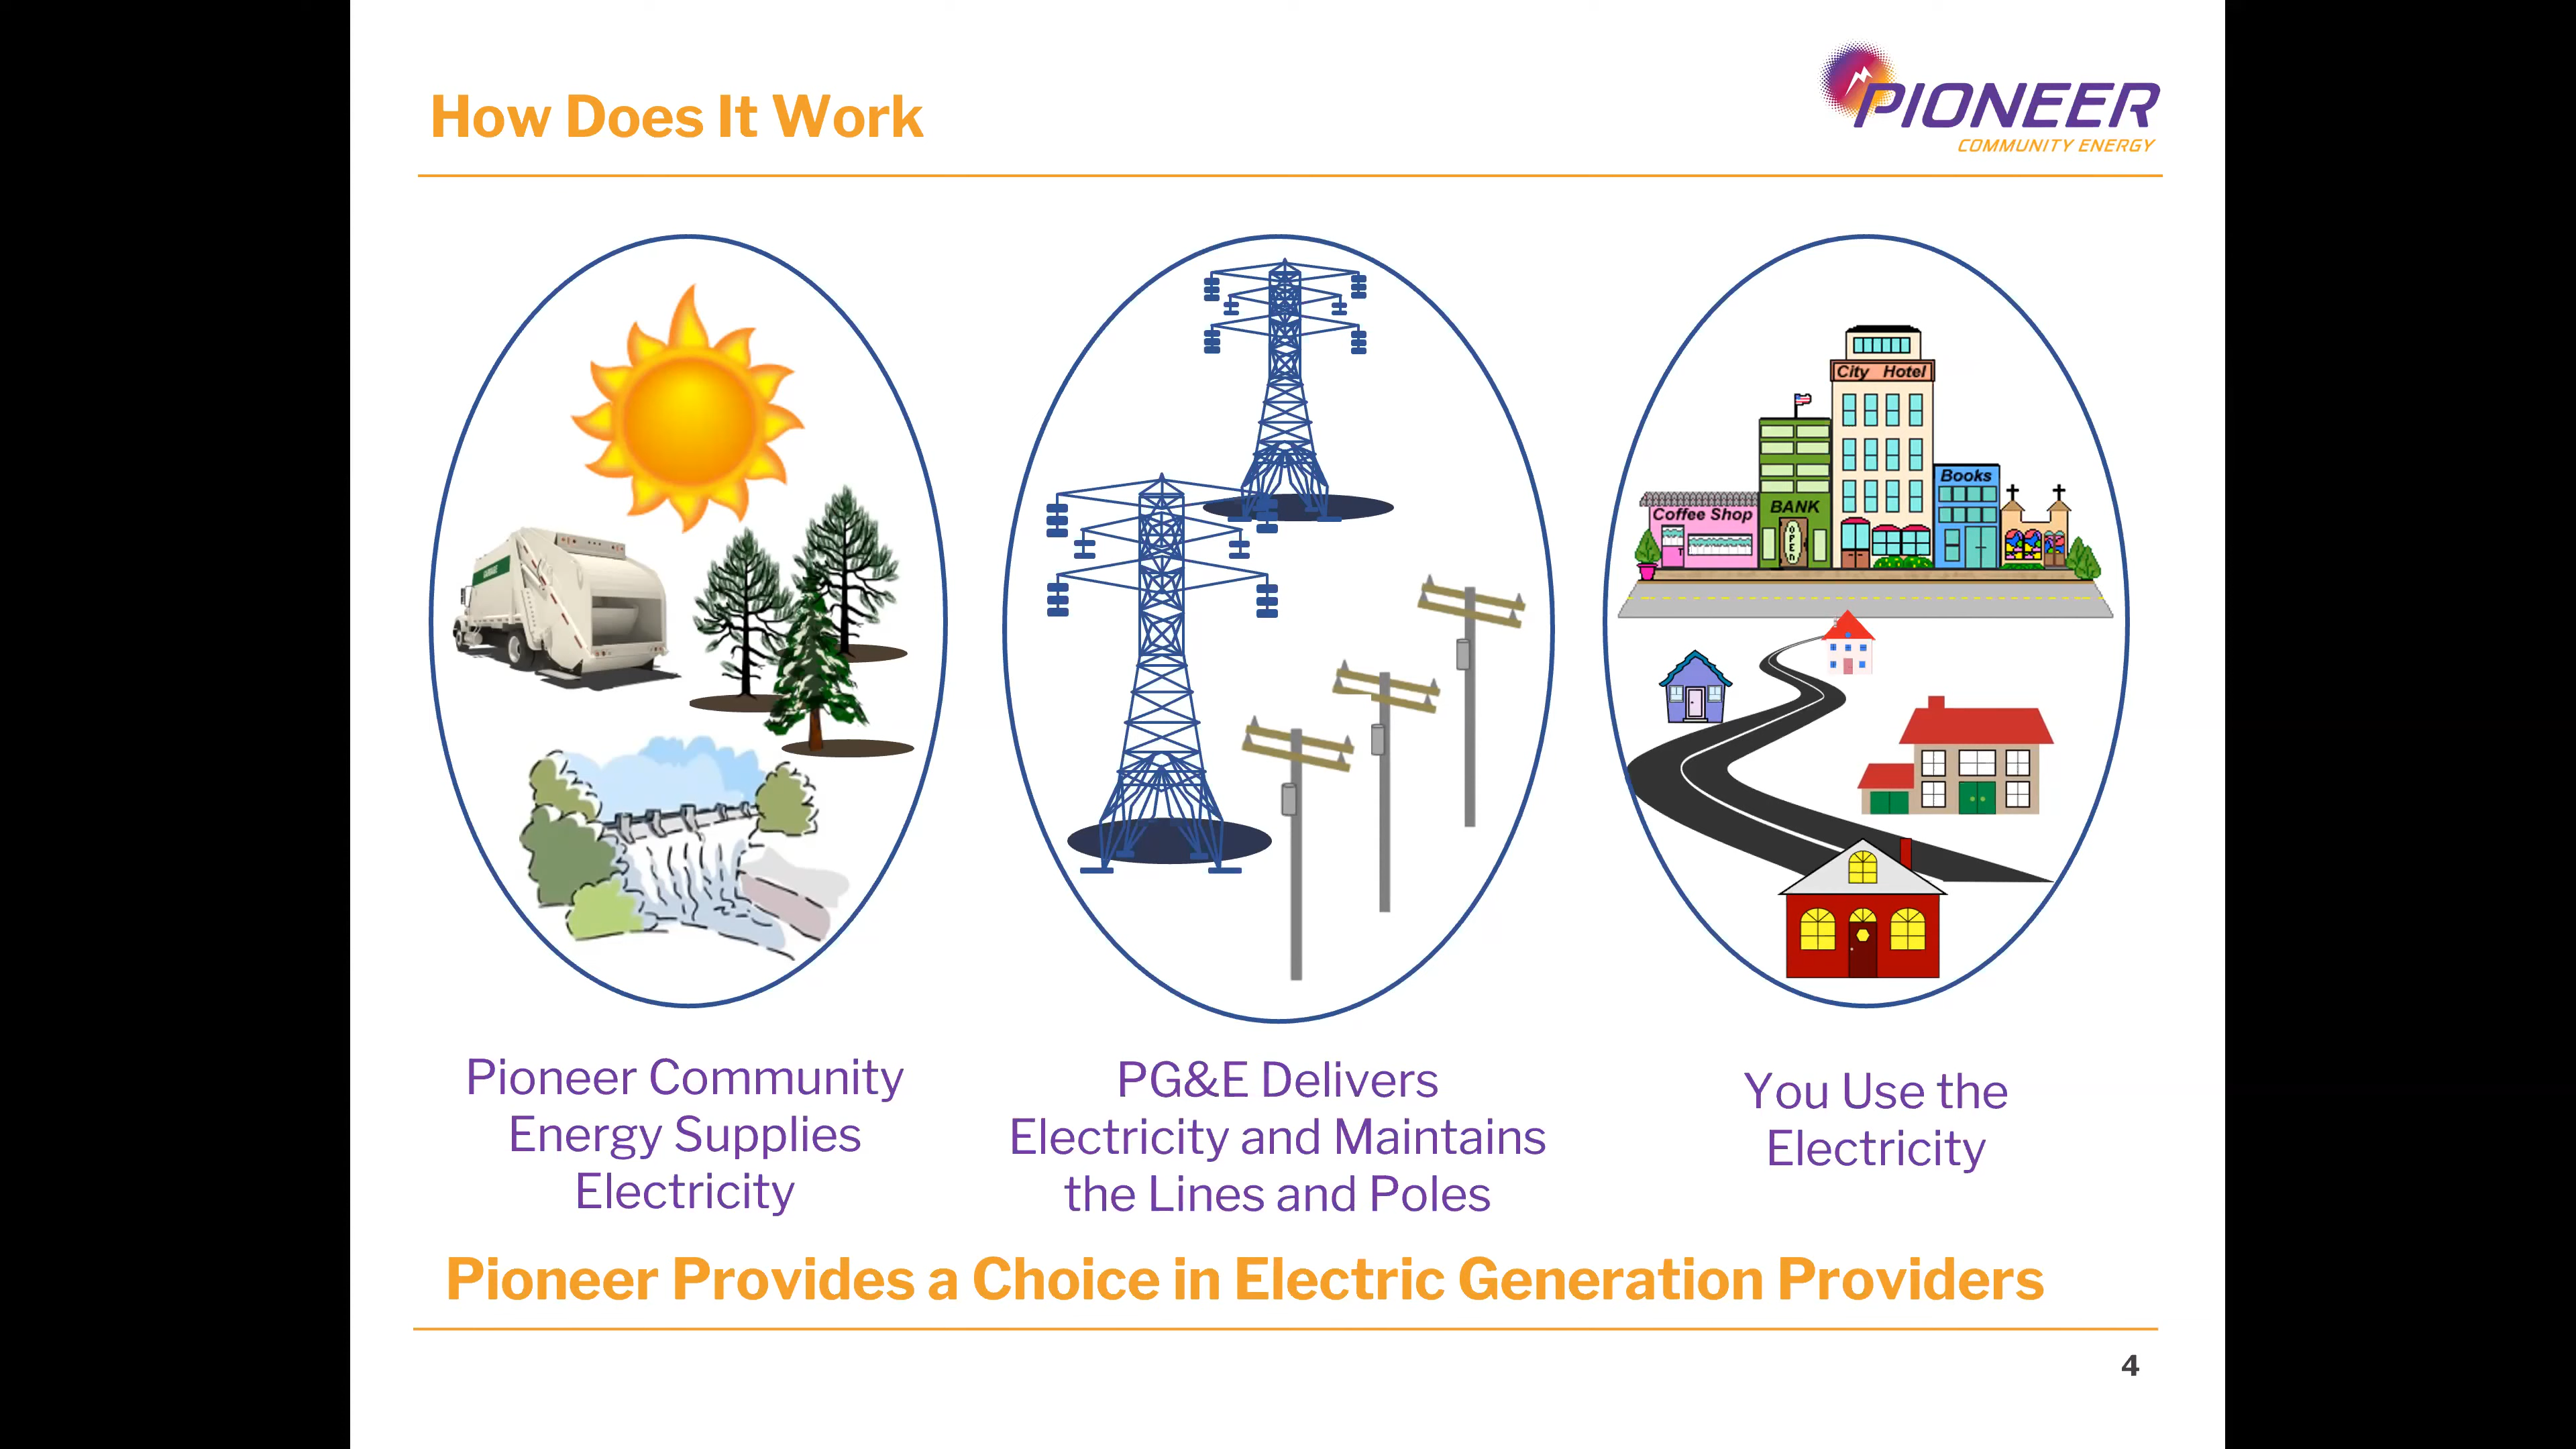 How Does It Work
PIONEER
COMMUNITY ENERGY
City Hotel
Books
Coffee Shop
BANK
OPEN
Pioneer Community
Energy Supplies
Electricity
PG&E Delivers
Electricity and Maintains
the Lines and Poles
You Use the
Electricity
Pioneer Provides a Choice in Electric Generation Providers
4